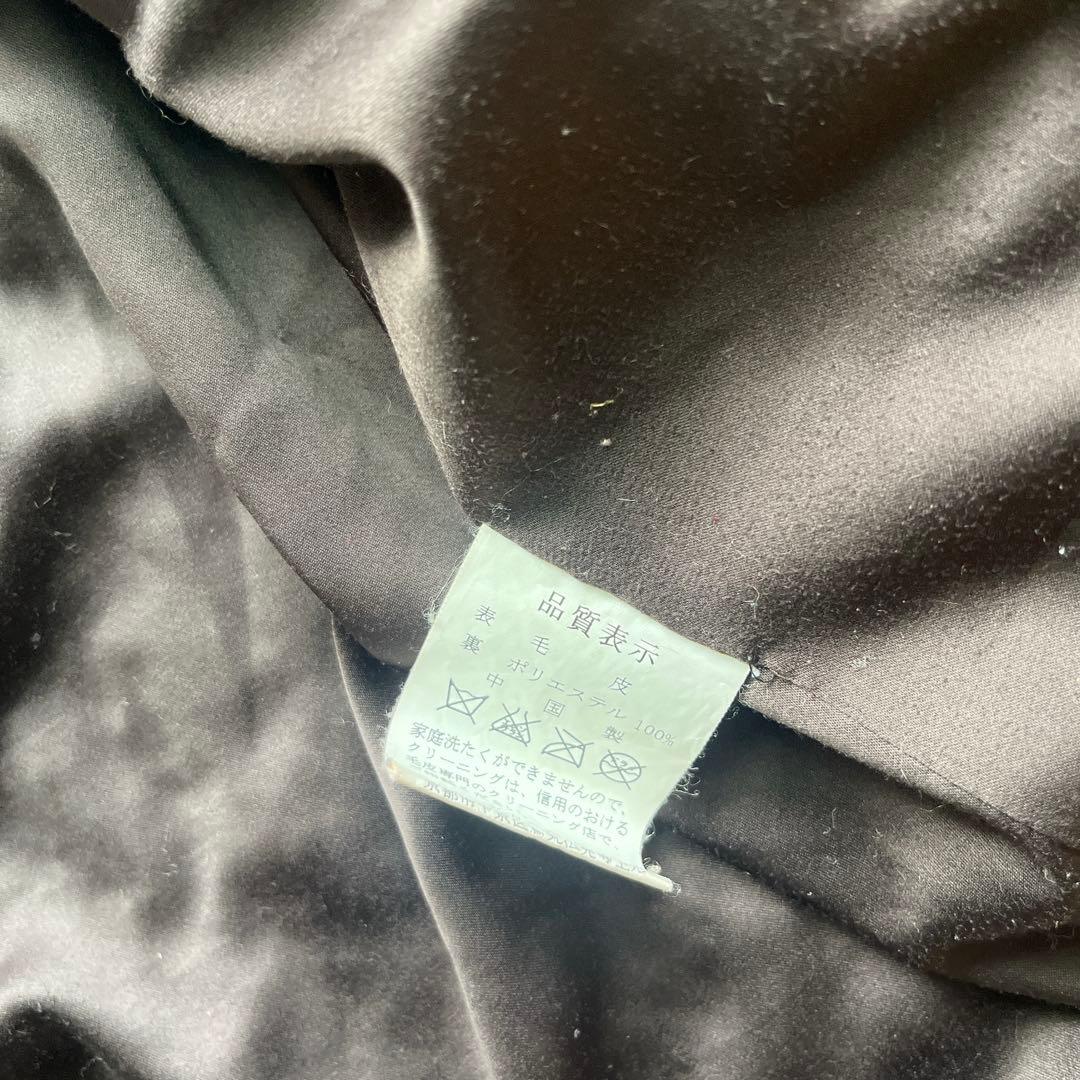 品質表示
表 毛 皮
裏 ポリエステル 100%
中 国 製
家庭洗たくができませんので、
クリーニングは、信用のおける
毛皮専門のクリーニング店で、